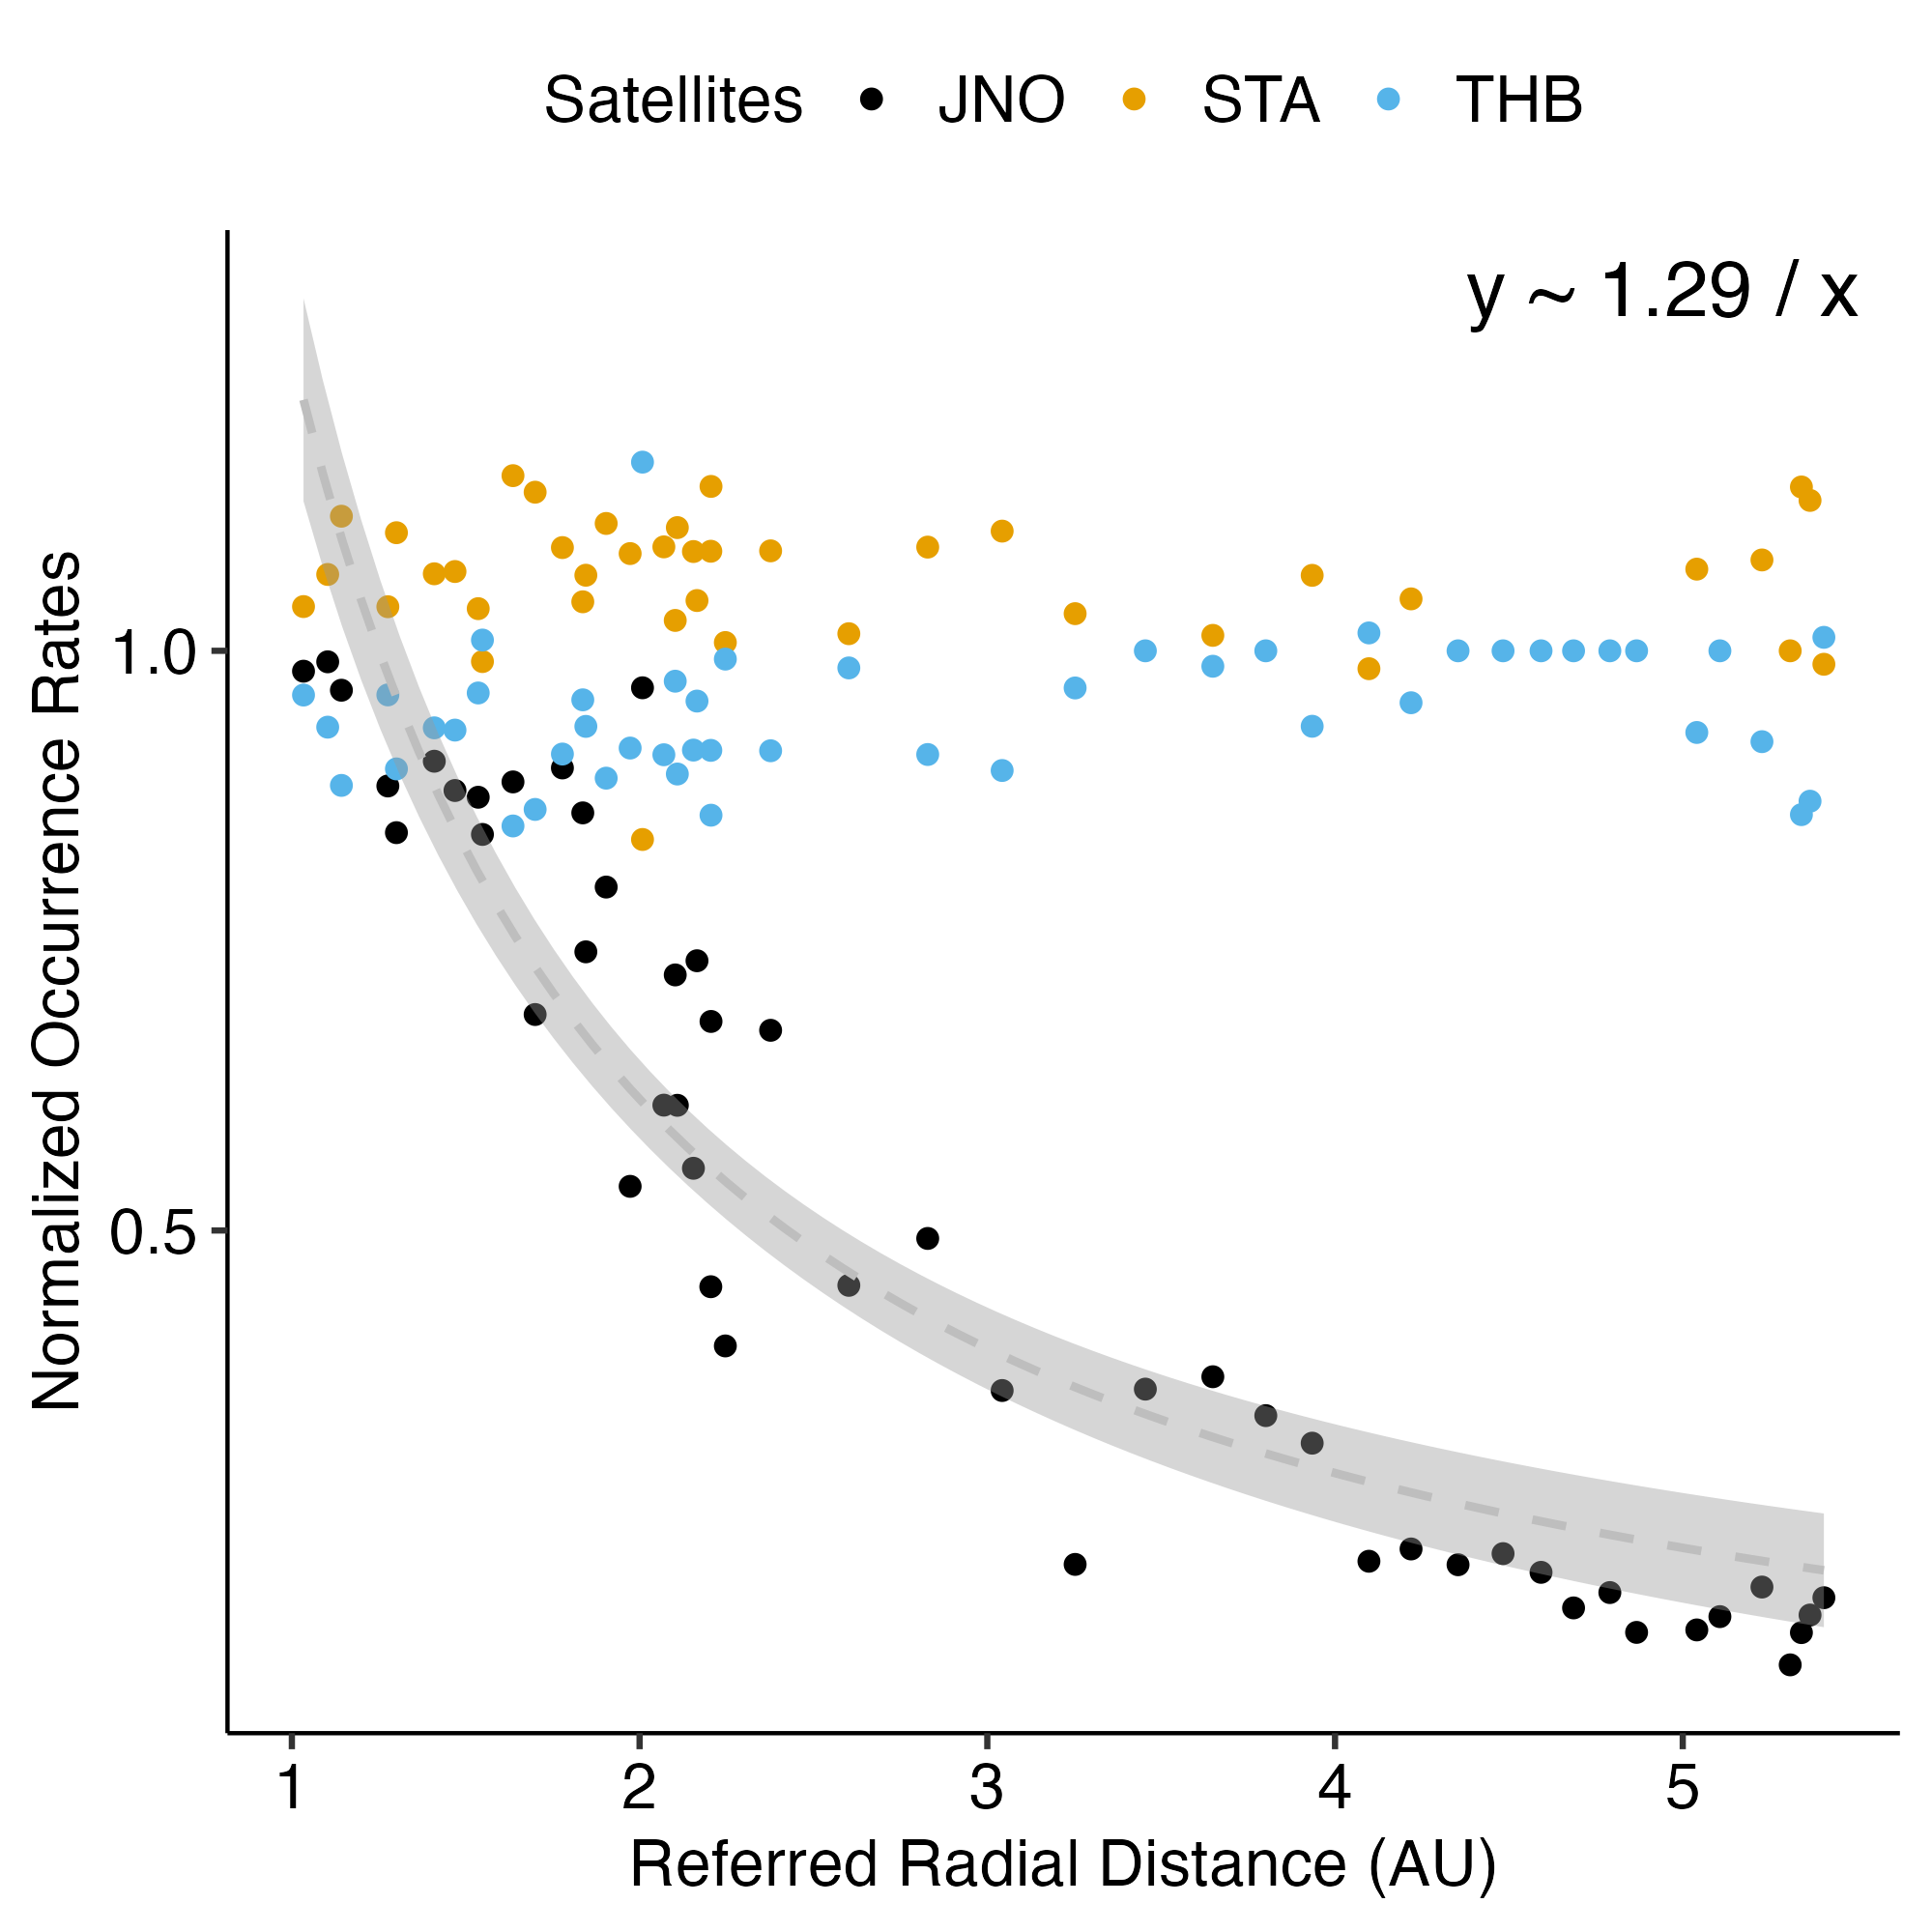 Satellites JNO STA THB
y ~ 1.29 / x
Normalized Occurrence Rates
1.0
0.5
1 2 3 4 5
Referred Radial Distance (AU)